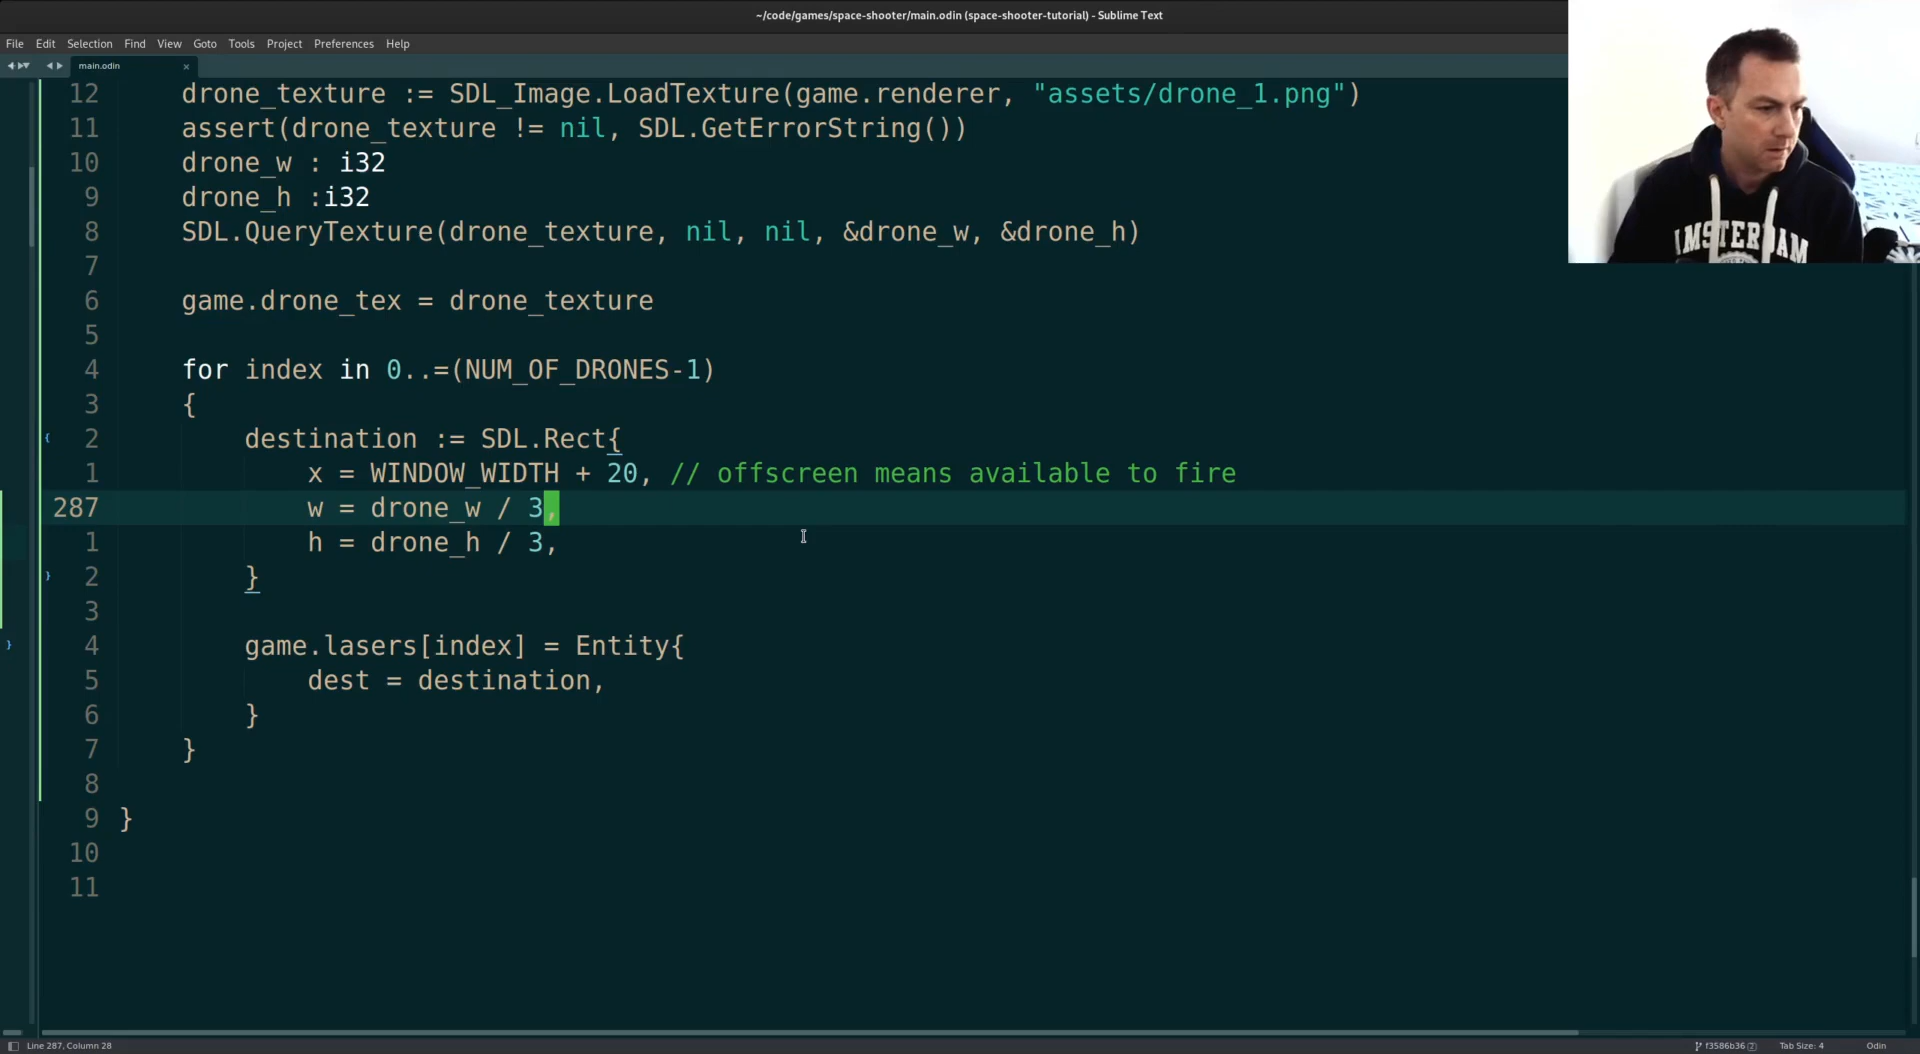 ~/code/games/space-shooter/main.odin (space-shooter-tutorial) - Sublime Text
File Edit Selection Find View Goto Tools Project Preferences Help
main.odin ×
12 drone_texture := SDL_Image.LoadTexture(game.renderer, "assets/drone_1.png")
11 assert(drone_texture != nil, SDL.GetErrorString())
10 drone_w : i32
9 drone_h :i32
8 SDL.QueryTexture(drone_texture, nil, nil, &drone_w, &drone_h)
7
6 game.drone_tex = drone_texture
5
4 for index in 0..=(NUM_OF_DRONES-1)
3 {
2 destination := SDL.Rect{
1 x = WINDOW_WIDTH + 20, // offscreen means available to fire
287 w = drone_w / 3,
1 h = drone_h / 3,
2 }
3
4 game.lasers[index] = Entity{
5 dest = destination,
6 }
7 }
8
9 }
10
11
Line 287, Column 28
f3586b36 2 Tab Size: 4 Odin